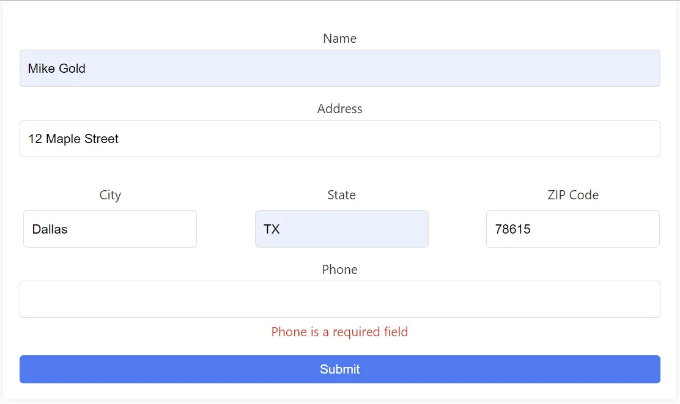 Name
Mike Gold
Address
12 Maple Street
City State ZIP Code
Dallas TX 78615
Phone
Phone is a required field
Submit